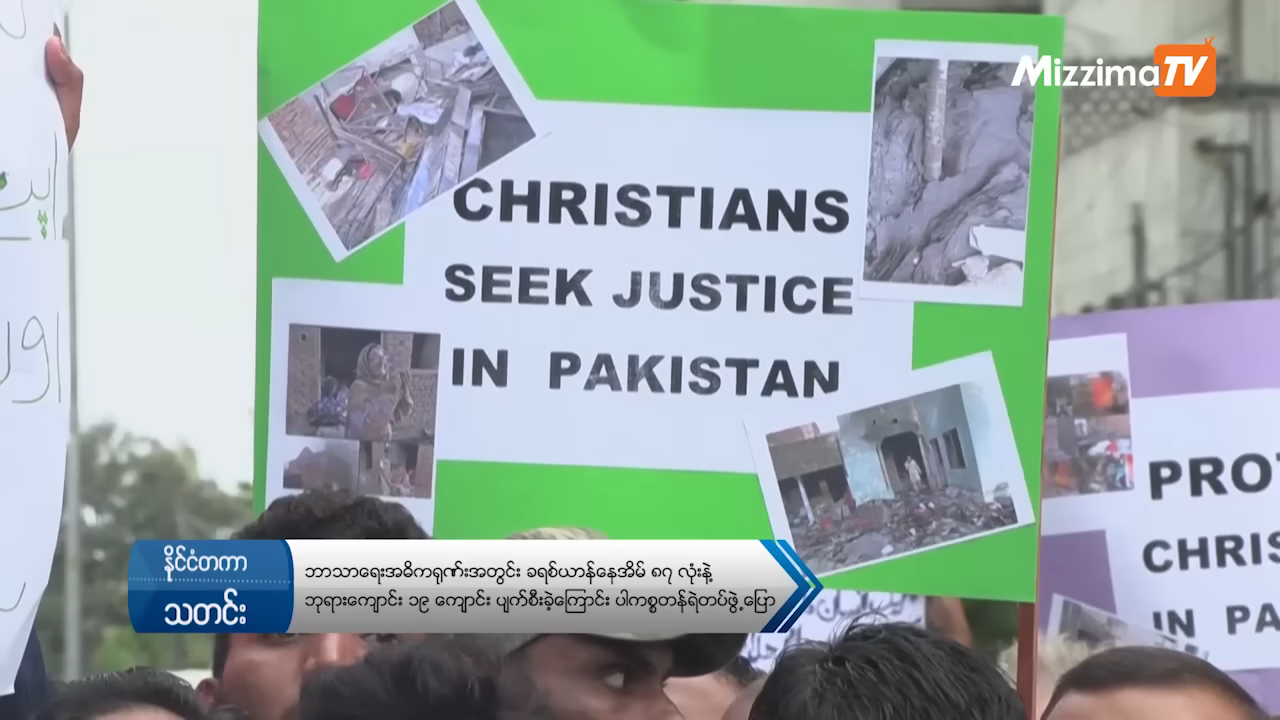 MizzimaTV
CHRISTIANS
SEEK JUSTICE
IN PAKISTAN
CHRIS
IN PA
နိုင်ငံတကာ
သတင်း
ဘာသာရေးအဓိကရုဏ်းအတွင်း ခရစ်ယာန်နေအိမ် ၈၇ လုံးနဲ့
ဘုရားကျောင်း ၁၉ ကျောင်း ပျက်စီးခဲ့ကြောင်း ပါကစ္စတန်ရဲတပ်ဖွဲ့ပြော